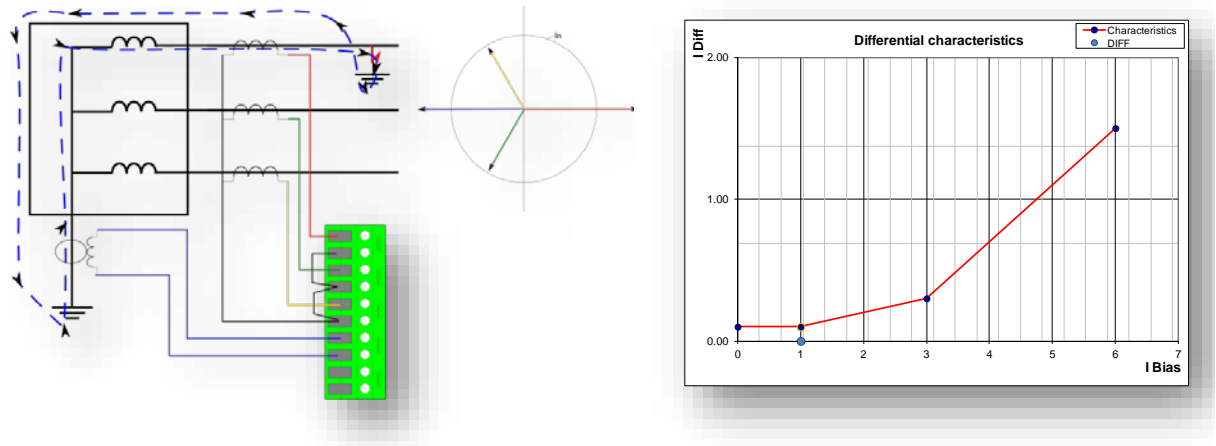 In
Differential characteristics
Characteristics
DIFF
I Diff
2.00
1.00
0.00
0 1 2 3 4 5 6 7
I Bias